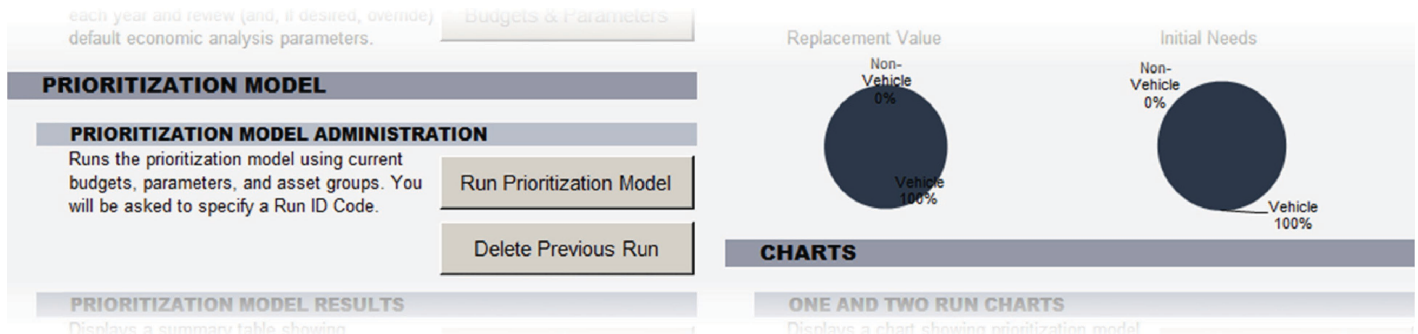 each year and review (and, if desired, override)
default economic analysis parameters.
Budgets & Parameters
PRIORITIZATION MODEL
PRIORITIZATION MODEL ADMINISTRATION
Runs the prioritization model using current
budgets, parameters, and asset groups. You
will be asked to specify a Run ID Code.
Run Prioritization Model
Delete Previous Run
PRIORITIZATION MODEL RESULTS
Displays a summary table showing
Replacement Value
Non-
Vehicle
0%
Vehicle
100%
Initial Needs
Non-
Vehicle
0%
Vehicle
100%
CHARTS
ONE AND TWO RUN CHARTS
Displays a chart showing prioritization model